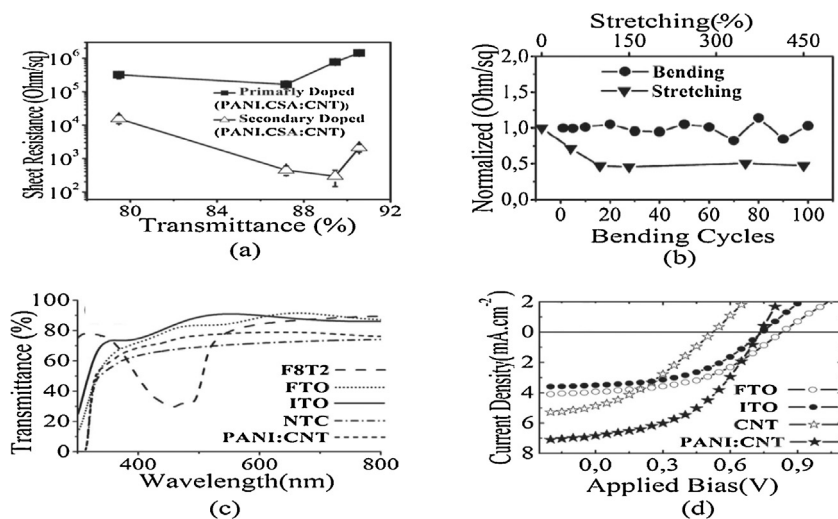 Sheet Resistance (Ohm/sq)
10^6
10^5
10^4
10^3
10^2
Primarly Doped
(PANI.CSA:CNT))
Secondary Doped
(PANI.CSA:CNT)
80 84 88 92
Transmittance (%)
(a)
Stretching(%)
0 150 300 450
Normalized (Ohm/sq)
2,0
1,5
1,0
0,5
0,0
Bending
Stretching
0 20 40 60 80 100
Bending Cycles
(b)
Transmittance (%)
100
80
60
40
20
0
F8T2
FTO
ITO
NTC
PANI:CNT
400 600 800
Wavelength(nm)
(c)
Current Density(mA.cm-2)
2
0
2
4
6
8
FTO
ITO
CNT
PANI:CNT
0,0 0,3 0,6 0,9
Applied Bias(V)
(d)